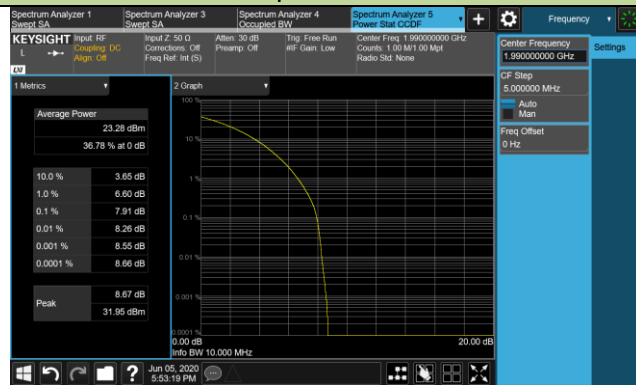 Spectrum Analyzer 1
Swept SA
Spectrum Analyzer 3
Swept SA
Spectrum Analyzer 4
Occupied BW
Spectrum Analyzer 5
Power Stat CCDF
Frequency
KEYSIGHT
L
LXI
Input: RF
Coupling: DC
Align: Off
Input Z: 50 Ω
Corrections: Off
Freq Ref: Int (S)
Atten: 30 dB
Preamp: Off
Trig: Free Run
#IF Gain: Low
Center Freq: 1.990000000 GHz
Counts: 1.00 M/1.00 Mpt
Radio Std: None
Center Frequency
1.990000000 GHz
Settings
CF Step
5.000000 MHz
Auto
Man
Freq Offset
0 Hz
1 Metrics
Average Power
23.28 dBm
36.78 % at 0 dB
10.0 % 3.65 dB
1.0 % 6.60 dB
0.1 % 7.91 dB
0.01 % 8.26 dB
0.001 % 8.55 dB
0.0001 % 8.66 dB
Peak
8.67 dB
31.95 dBm
2 Graph
100 %
10 %
1 %
0.1 %
0.01 %
0.001 %
0.0001 %
0.00 dB 20.00 dB
Info BW 10.000 MHz
?
Jun 05, 2020
5:53:19 PM